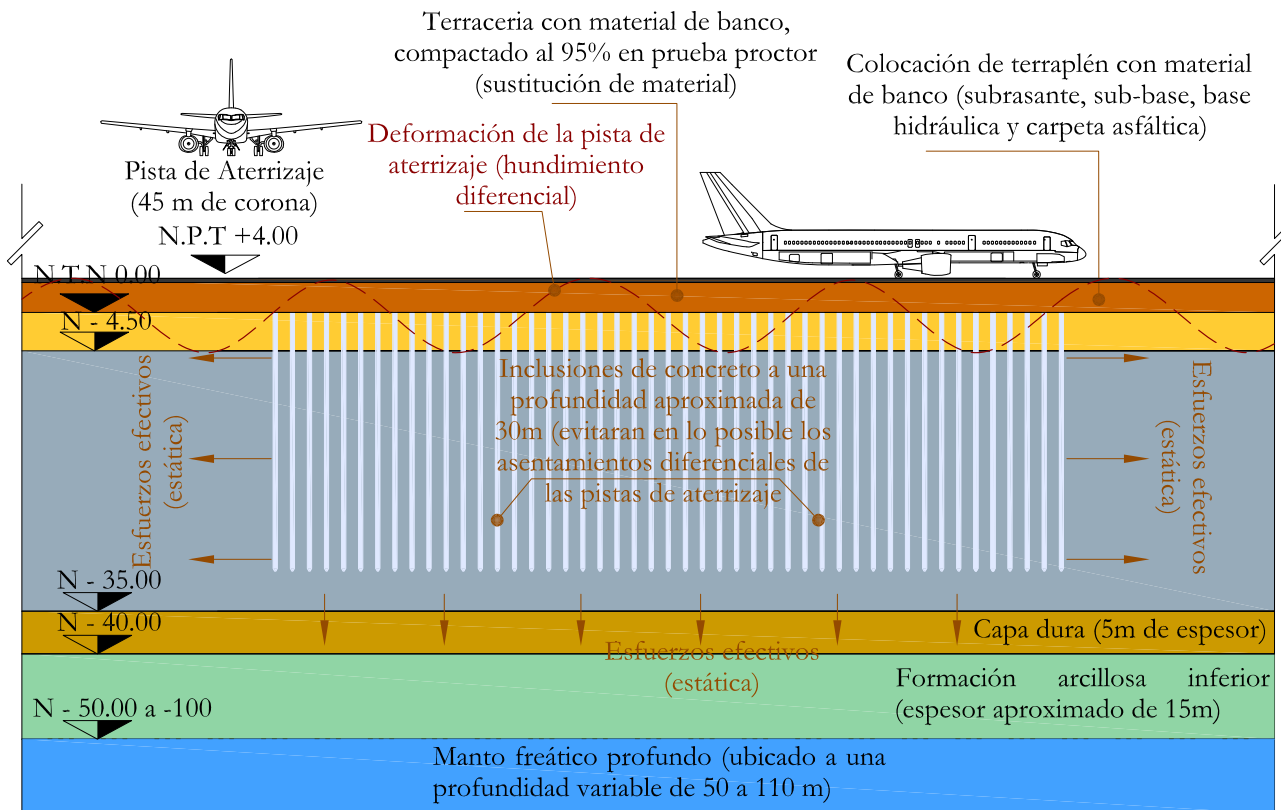 Terraceria con material de banco,
compactado al 95% en prueba proctor
(sustitución de material)
Colocación de terraplén con material
de banco (subrasante, sub-base, base
hidráulica y carpeta asfáltica)
Deformación de la pista de
aterrizaje (hundimiento
diferencial)
Pista de Aterrizaje
(45 m de corona)
N.P.T +4.00
N.T.N 0.00
N - 4.50
Esfuerzos efectivos
(estática)
Inclusiones de concreto a una
profundidad aproximada de
30m (evitaran en lo posible los
asentamientos diferenciales de
las pistas de aterrizaje
Esfuerzos efectivos
(estática)
N - 35.00
N - 40.00
Capa dura (5m de espesor)
Esfuerzos efectivos
(estática)
Formación arcillosa inferior
(espesor aproximado de 15m)
N - 50.00 a -100
Manto freático profundo (ubicado a una
profundidad variable de 50 a 110 m)